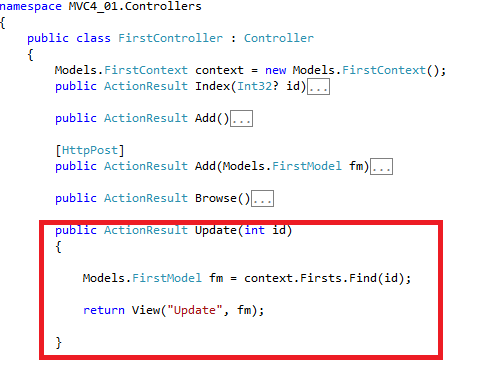 namespace MVC4_01.Controllers
{
public class FirstController : Controller
{
Models.FirstContext context = new Models.FirstContext();
public ActionResult Index(Int32? id)...
public ActionResult Add()...
[HttpPost]
public ActionResult Add(Models.FirstModel fm)...
public ActionResult Browse()...
public ActionResult Update(int id)
{
Models.FirstModel fm = context.Firsts.Find(id);
return View("Update", fm);
}